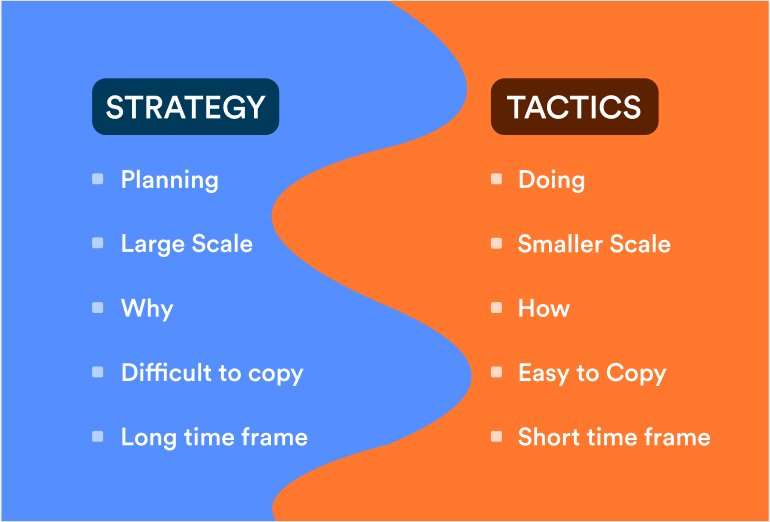 STRATEGY
Planning
Large Scale
Why
Difficult to copy
Long time frame
TACTICS
Doing
Smaller Scale
How
Easy to Copy
Short time frame